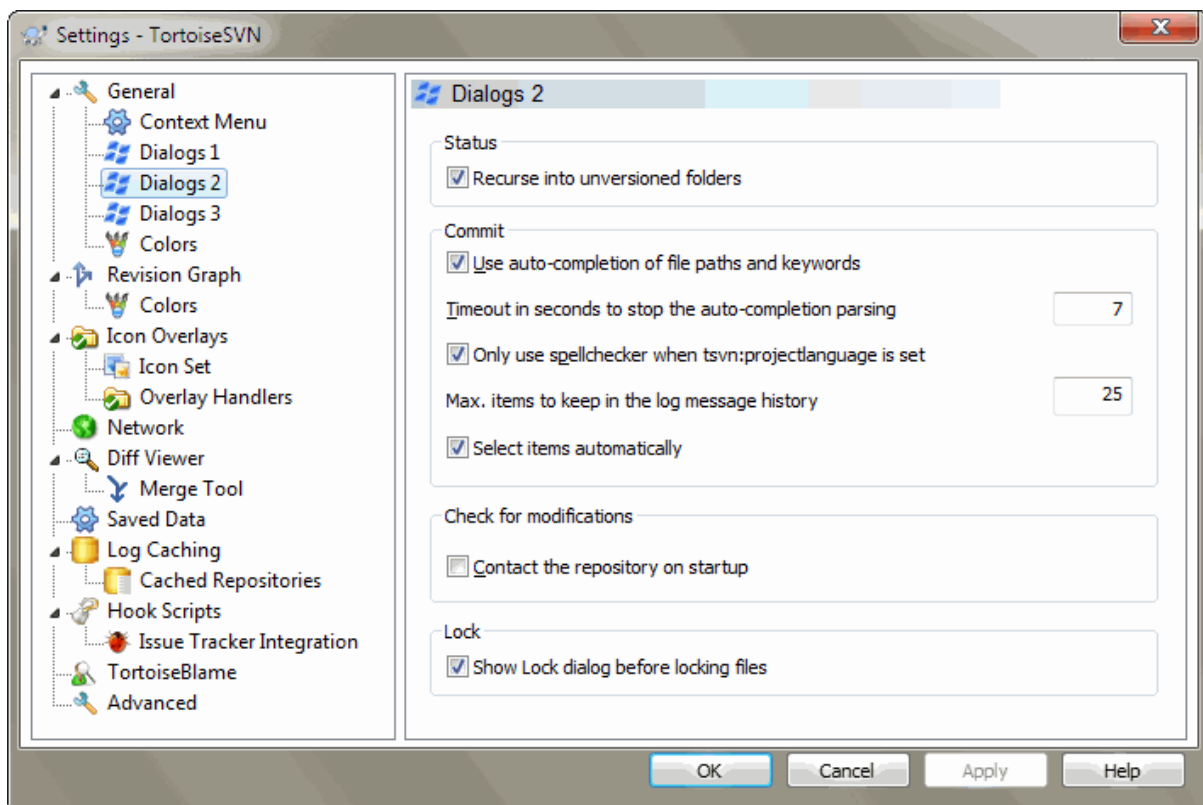 Settings - TortoiseSVN
General
Context Menu
Dialogs 1
Dialogs 2
Dialogs 3
Colors
Revision Graph
Colors
Icon Overlays
Icon Set
Overlay Handlers
Network
Diff Viewer
Merge Tool
Saved Data
Log Caching
Cached Repositories
Hook Scripts
Issue Tracker Integration
TortoiseBlame
Advanced
Dialogs 2
Status
Recurse into unversioned folders
Commit
Use auto-completion of file paths and keywords
Timeout in seconds to stop the auto-completion parsing 7
Only use spellchecker when tsvn:projectlanguage is set
Max. items to keep in the log message history 25
Select items automatically
Check for modifications
Contact the repository on startup
Lock
Show Lock dialog before locking files
OK Cancel Apply Help